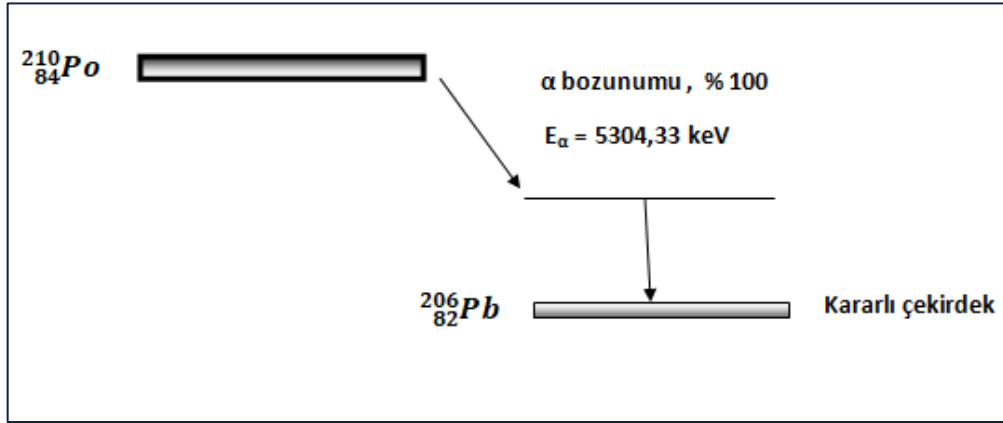 ²¹⁰₈₄Po
α bozunumu , % 100
Eα = 5304,33 keV
²⁰⁶₈₂Pb
Kararlı çekirdek